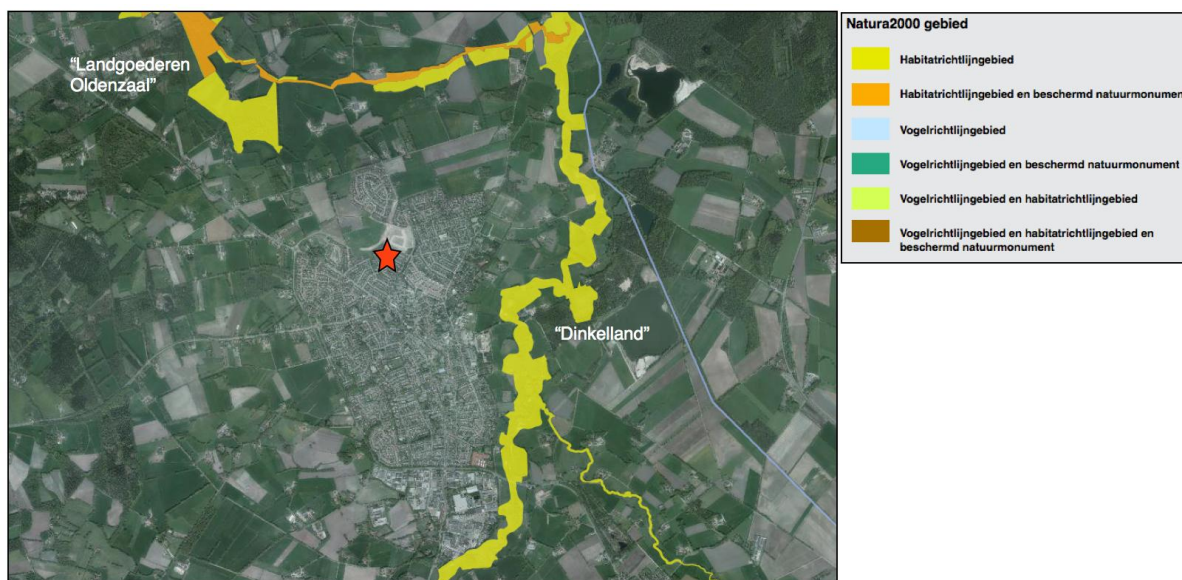 "Landgoederen
Oldenzaal"
"Dinkelland"
Natura2000 gebied
Habitatrichtlijngebied
Habitatrichtlijngebied en beschermd natuurmonument
Vogelrichtlijngebied
Vogelrichtlijngebied en beschermd natuurmonument
Vogelrichtlijngebied en habitatrichtlijngebied
Vogelrichtlijngebied en habitatrichtlijngebied en
beschermd natuurmonument